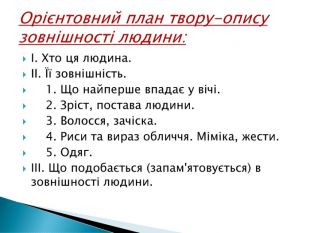 Орієнтовний план твору-опису
зовнішності людини:
І. Хто ця людина.
ІІ. Її зовнішність.
1. Що найперше впадає у вічі.
2. Зріст, постава людини.
3. Волосся, зачіска.
4. Риси та вираз обличчя. Міміка, жести.
5. Одяг.
ІІІ. Що подобається (запам'ятовується) в
зовнішності людини.